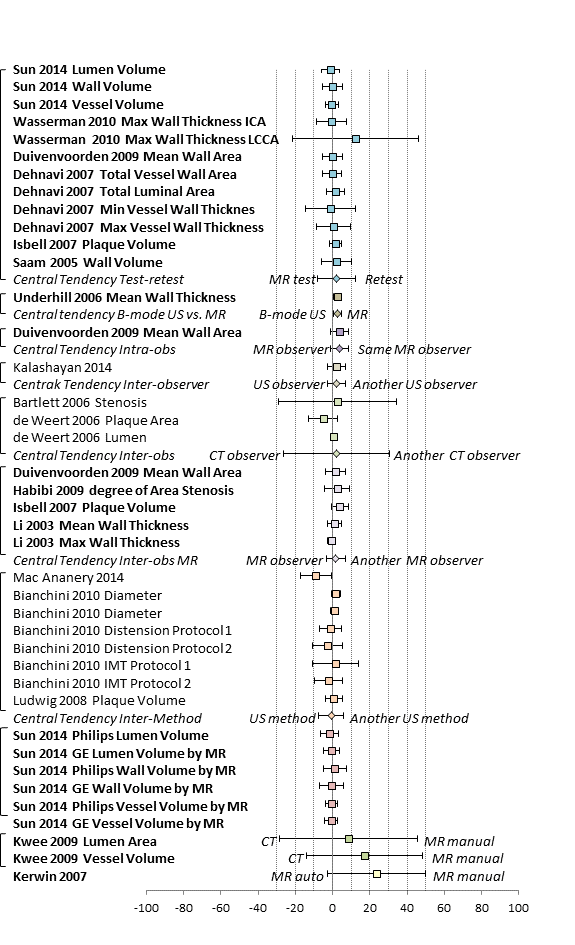 Sun 2014 Lumen Volume
Sun 2014 Wall Volume
Sun 2014 Vessel Volume
Wasserman 2010 Max Wall Thickness ICA
Wasserman 2010 Max Wall Thickness LCCA
Duivenvoorden 2009 Mean Wall Area
Dehnavi 2007 Total Vessel Wall Area
Dehnavi 2007 Total Luminal Area
Dehnavi 2007 Min Vessel Wall Thicknes
Dehnavi 2007 Max Vessel Wall Thickness
Isbell 2007 Plaque Volume
Saam 2005 Wall Volume
Central Tendency Test-retest MR test Retest
Underhill 2006 Mean Wall Thickness
Central tendency B-mode US vs. MR B-mode US MR
Duivenvoorden 2009 Mean Wall Area
Central Tendency Intra-obs MR observer Same MR observer
Kalashayan 2014
Centrak Tendency Inter-observer US observer Another US observer
Bartlett 2006 Stenosis
de Weert 2006 Plaque Area
de Weert 2006 Lumen
Central Tendency Inter-obs CT observer Another CT observer
Duivenvoorden 2009 Mean Wall Area
Habibi 2009 degree of Area Stenosis
Isbell 2007 Plaque Volume
Li 2003 Mean Wall Thickness
Li 2003 Max Wall Thickness
Central Tendency Inter-obs MR MR observer Another MR observer
Mac Ananery 2014
Bianchini 2010 Diameter
Bianchini 2010 Diameter
Bianchini 2010 Distension Protocol 1
Bianchini 2010 Distension Protocol 2
Bianchini 2010 IMT Protocol 1
Bianchini 2010 IMT Protocol 2
Ludwig 2008 Plaque Volume
Central Tendency Inter-Method US method Another US method
Sun 2014 Philips Lumen Volume
Sun 2014 GE Lumen Volume by MR
Sun 2014 Philips Wall Volume by MR
Sun 2014 GE Wall Volume by MR
Sun 2014 Philips Vessel Volume by MR
Sun 2014 GE Vessel Volume by MR
Kwee 2009 Lumen Area CT MR manual
Kwee 2009 Vessel Volume CT MR manual
Kerwin 2007 MR auto MR manual
-100 -80 -60 -40 -20 0 20 40 60 80 100